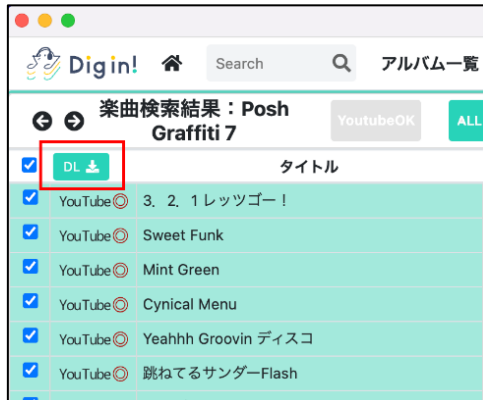 Dig in!
Search
アルバム一覧
楽曲検索結果：Posh
Graffiti 7
YoutubeOK
ALL
DL
タイトル
YouTube◎ 3．2．1レッツゴー！
YouTube◎ Sweet Funk
YouTube◎ Mint Green
YouTube◎ Cynical Menu
YouTube◎ Yeahhh Groovin ディスコ
YouTube◎ 跳ねてるサンダーFlash